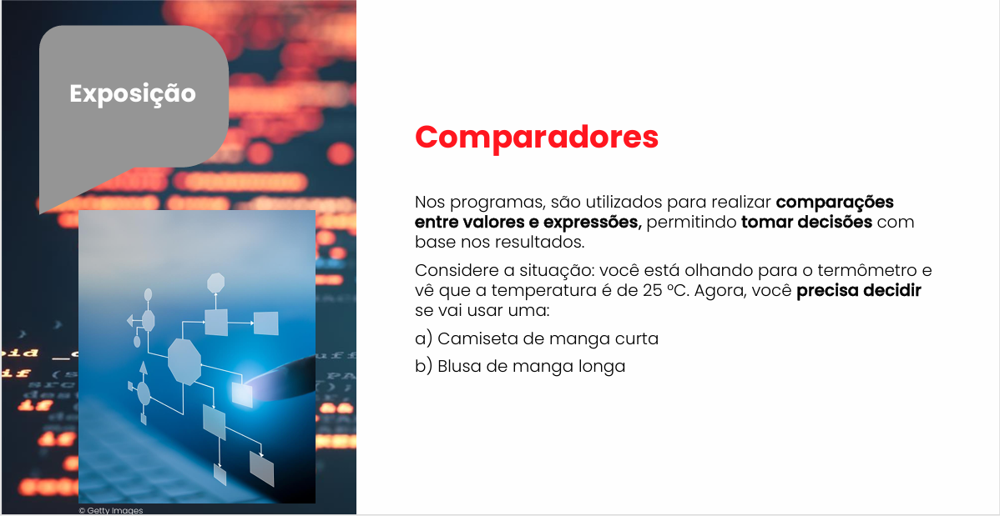 Exposição
Comparadores
Nos programas, são utilizados para realizar comparações
entre valores e expressões, permitindo tomar decisões com
base nos resultados.
Considere a situação: você está olhando para o termômetro e
vê que a temperatura é de 25 ºC. Agora, você precisa decidir
se vai usar uma:
a) Camiseta de manga curta
b) Blusa de manga longa
© Getty Images